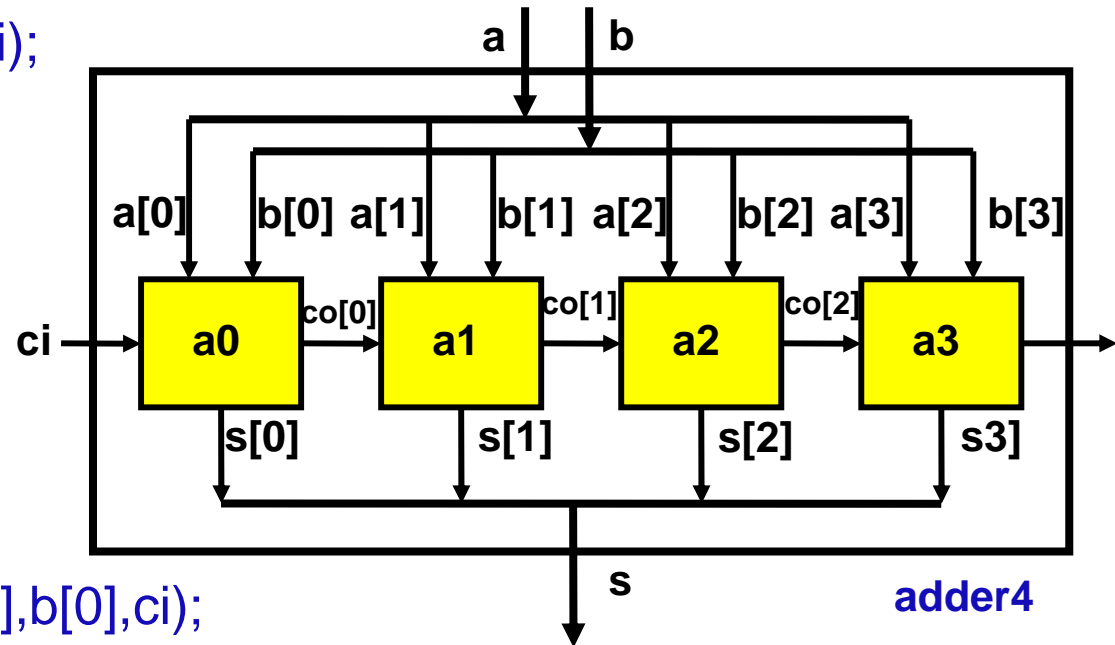 i);
a b
a[0] b[0] a[1] b[1] a[2] b[2] a[3] b[3]
co[0] co[1] co[2]
ci a0 a1 a2 a3
s[0] s[1] s[2] s3]
s
adder4
],b[0],ci);